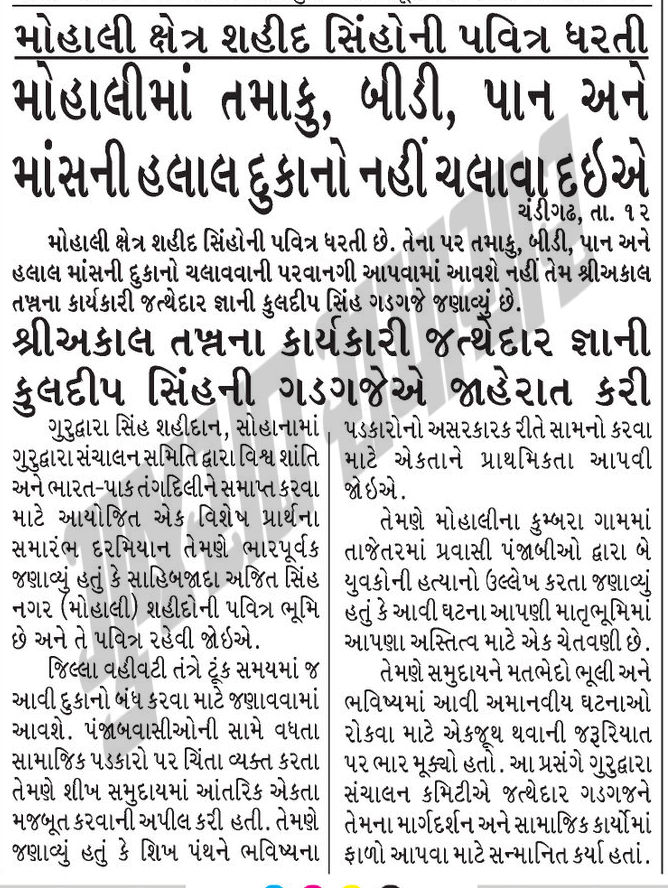 મોહાલી ક્ષેત્ર શહીદ સિંહોની પવિત્ર ધરતી
મોહાલીમાં તમાકુ, બીડી, પાન અને
માંસની હલાલ દુકાનો નહીં ચલાવા દઇએ
ચંડીગઢ, તા. ૧૨
મોહાલી ક્ષેત્ર શહીદ સિંહોની પવિત્ર ધરતી છે. તેના પર તમાકુ, બીડી, પાન અને
હલાલ માંસની દુકાનો ચલાવવાની પરવાનગી આપવામાં આવશે નહીં તેમ શ્રીઅકાલ
તખ્તના કાર્યકારી જત્થેદાર જ્ઞાની કુલદીપ સિંહ ગડગજે જણાવ્યું છે.
શ્રીઅકાલ તખ્તના કાર્યકારી જત્થેદાર જ્ઞાની
કુલદીપ સિંહની ગડગજેએ જાહેરાત કરી
ગુરુદ્વારા સિંહ શહીદાન, સોહાનામાં
ગુરુદ્વારા સંચાલન સમિતિ દ્વારા વિશ્વ શાંતિ
અને ભારત-પાક તંગદિલીને સમાપ્ત કરવા
માટે આયોજિત એક વિશેષ પ્રાર્થના
સમારંભ દરમિયાન તેમણે ભારપૂર્વક
જણાવ્યું હતું કે સાહિબજાદા અજિત સિંહ
નગર (મોહાલી) શહીદોની પવિત્ર ભૂમિ
છે અને તે પવિત્ર રહેવી જોઇએ.
જિલ્લા વહીવટી તંત્રે ટૂંક સમયમાં જ
આવી દુકાનો બંધ કરવા માટે જણાવવામાં
આવશે. પંજાબવાસીઓની સામે વધતા
સામાજિક પડકારો પર ચિંતા વ્યક્ત કરતા
તેમણે શીખ સમુદાયમાં આંતરિક એકતા
મજબૂત કરવાની અપીલ કરી હતી. તેમણે
જણાવ્યું હતું કે શિખ પંથને ભવિષ્યના
પડકારોનો અસરકારક રીતે સામનો કરવા
માટે એકતાને પ્રાથમિકતા આપવી
જોઇએ.
તેમણે મોહાલીના કુમ્બરા ગામમાં
તાજેતરમાં પ્રવાસી પંજાબીઓ દ્વારા બે
યુવકોની હત્યાનો ઉલ્લેખ કરતા જણાવ્યું
હતું કે આવી ઘટના આપણી માતૃભૂમિમાં
આપણા અસ્તિત્વ માટે એક ચેતવણી છે.
તેમણે સમુદાયને મતભેદો ભૂલી અને
ભવિષ્યમાં આવી અમાનવીય ઘટનાઓ
રોકવા માટે એકજૂથ થવાની જરૂરિયાત
પર ભાર મૂક્યો હતો. આ પ્રસંગે ગુરુદ્વારા
સંચાલન કમિટીએ જત્થેદાર ગડગજને
તેમના માર્ગદર્શન અને સામાજિક કાર્યોમાં
ફાળો આપવા માટે સન્માનિત કર્યા હતાં.